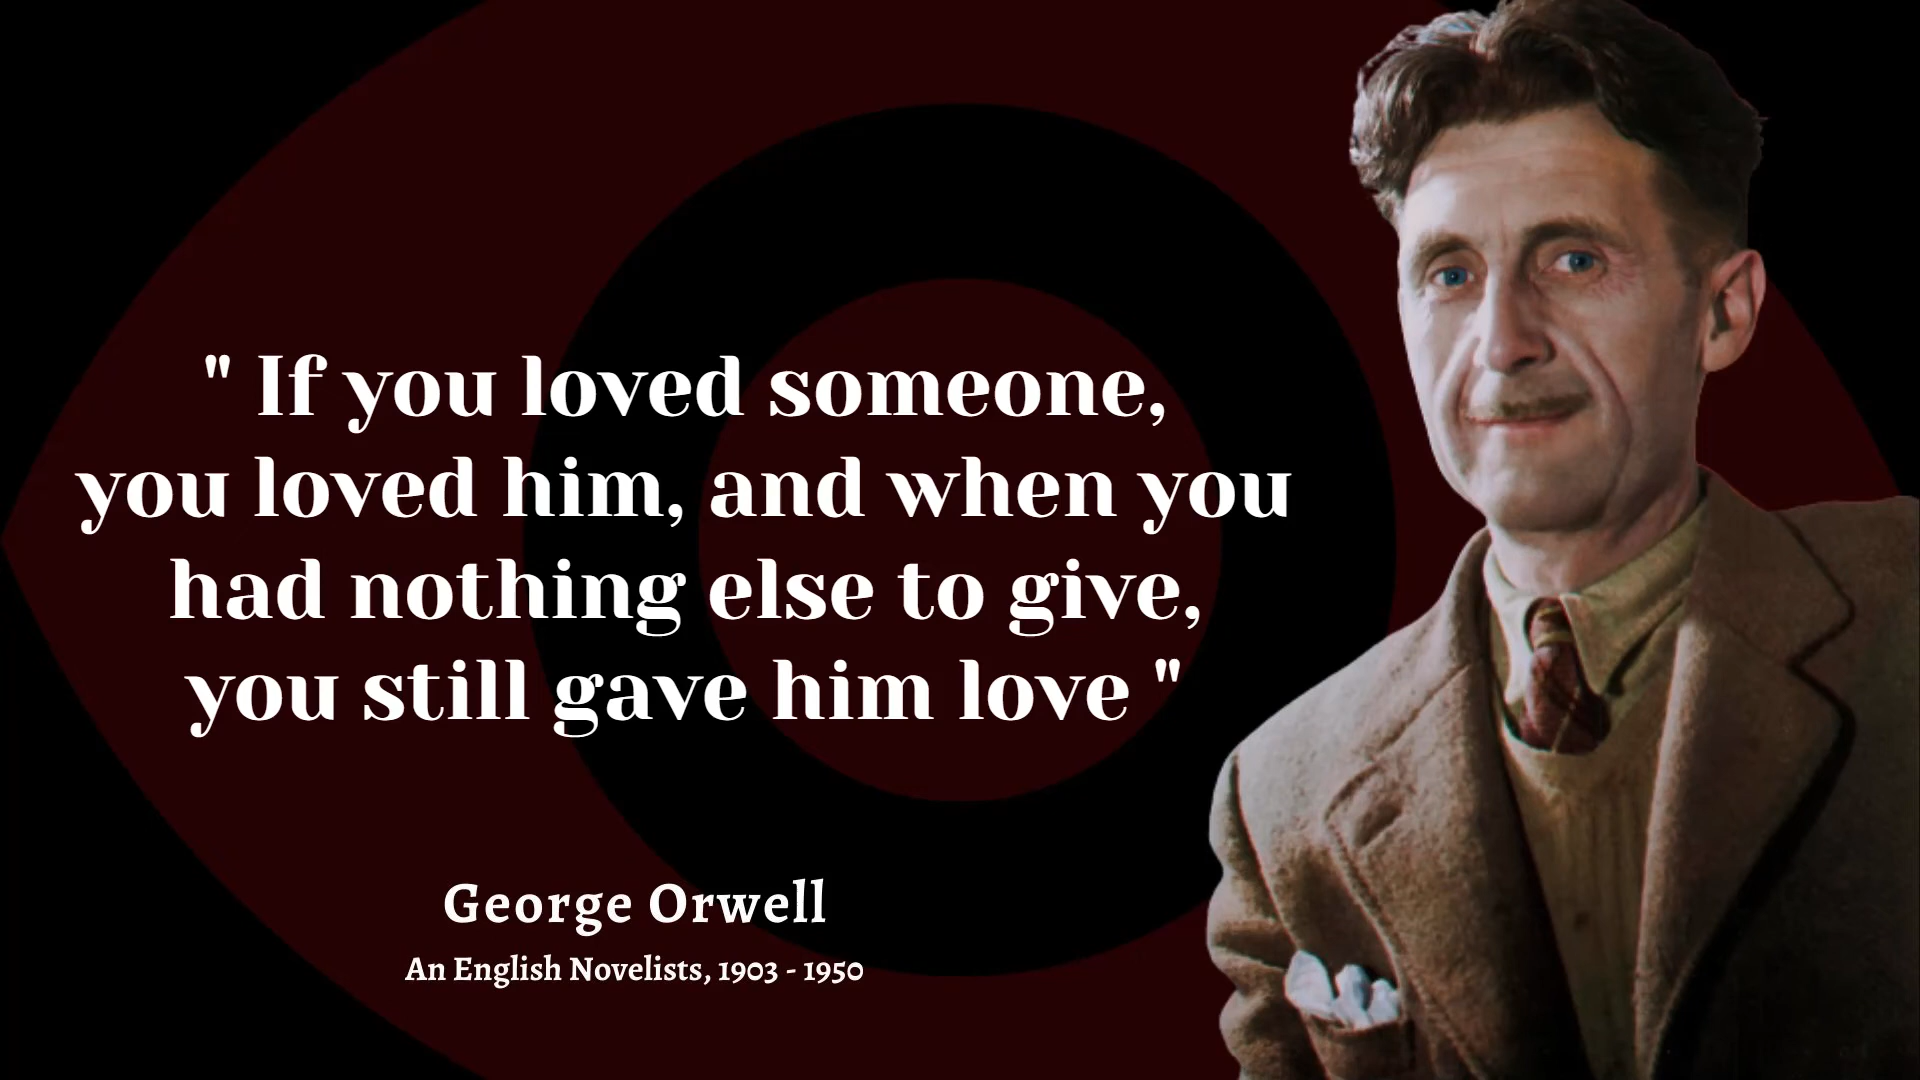 " If you loved someone,
you loved him, and when you
had nothing else to give,
you still gave him love "
George Orwell
An English Novelists, 1903 - 1950